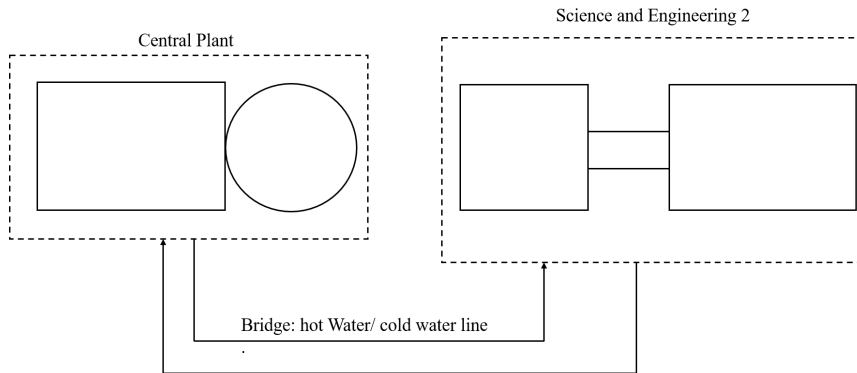 Science and Engineering 2
Central Plant
Bridge: hot Water/ cold water line
.